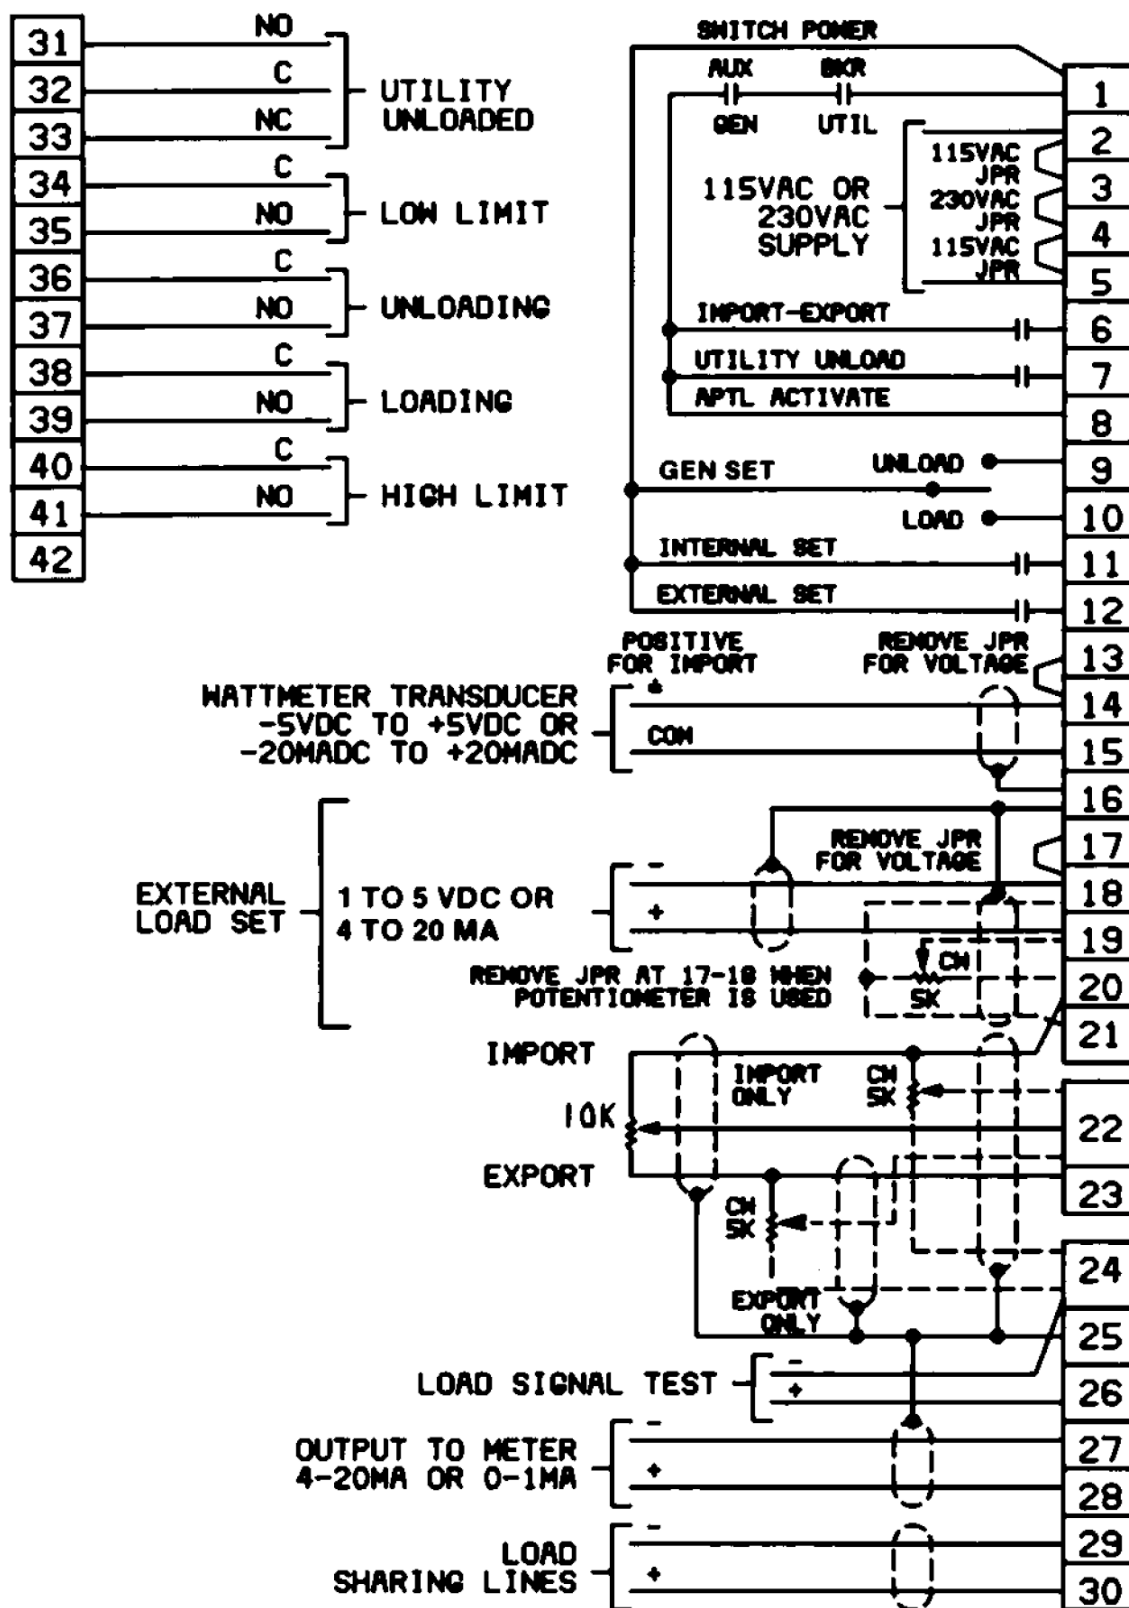 31
NO
32
C
33
NC
UTILITY
UNLOADED
34
C
35
NO
LOW LIMIT
36
C
37
NO
UNLOADING
38
C
39
NO
LOADING
40
C
41
NO
HIGH LIMIT
42
SWITCH POWER
AUX
BKR
GEN
UTIL
1
115VAC OR
230VAC
SUPPLY
115VAC
JPR
230VAC
JPR
115VAC
JPR
2
3
4
5
IMPORT-EXPORT
6
UTILITY UNLOAD
7
APTL ACTIVATE
8
GEN SET
UNLOAD
9
LOAD
10
INTERNAL SET
11
EXTERNAL SET
12
POSITIVE
FOR IMPORT
REMOVE JPR
FOR VOLTAGE
13
WATTMETER TRANSDUCER
-5VDC TO +5VDC OR
-20MADC TO +20MADC
+
COM
14
15
16
EXTERNAL
LOAD SET
1 TO 5 VDC OR
4 TO 20 MA
-
+
REMOVE JPR
FOR VOLTAGE
17
18
19
REMOVE JPR AT 17-18 WHEN
POTENTIOMETER IS USED
CW
5K
20
21
IMPORT
IMPORT
ONLY
CW
5K
10K
22
EXPORT
CW
5K
23
EXPORT
ONLY
24
25
LOAD SIGNAL TEST
-
+
26
OUTPUT TO METER
4-20MA OR 0-1MA
-
+
27
28
LOAD
SHARING LINES
-
+
29
30